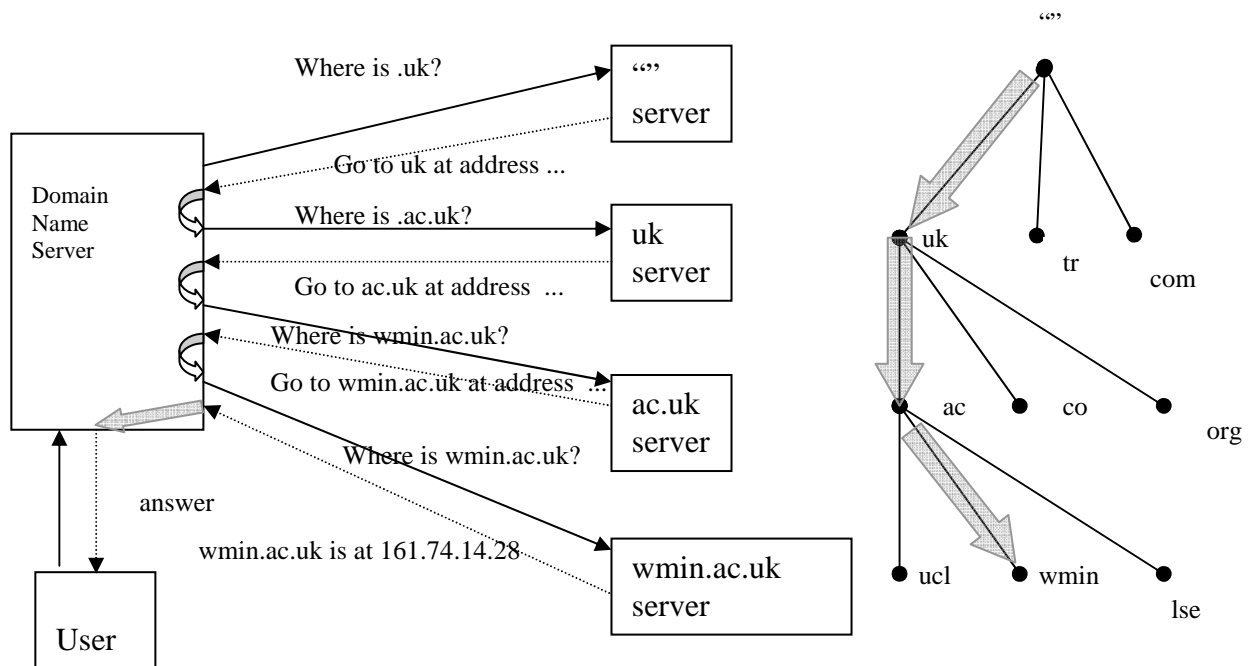 Where is .uk?
“”
server
Go to uk at address ...
Domain
Name
Server
Where is .ac.uk?
uk
server
Go to ac.uk at address ...
Where is wmin.ac.uk?
Go to wmin.ac.uk at address ...
ac.uk
server
Where is wmin.ac.uk?
answer
wmin.ac.uk is at 161.74.14.28
wmin.ac.uk
server
User
“”
uk
tr
com
ac
co
org
ucl
wmin
lse